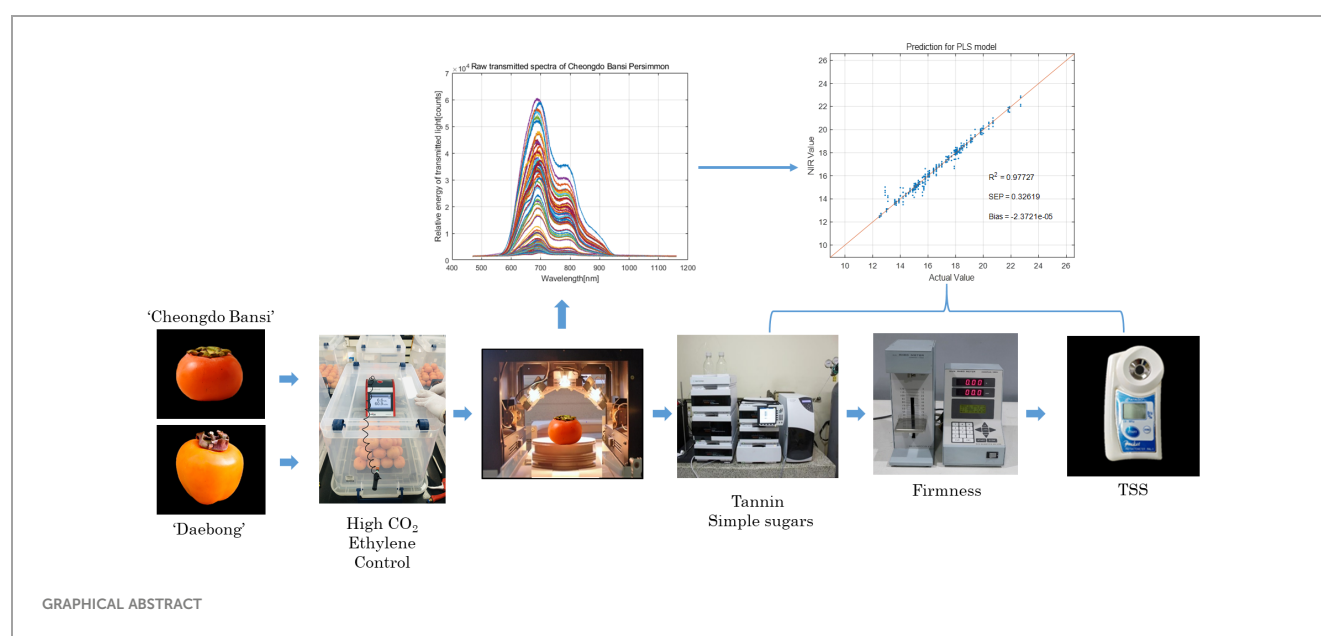 × 10⁴ Raw transmitted spectra of Cheongdo Bansi Persimmon
Relative energy of transmitted light[counts]
7
6
5
4
3
2
1
0
400 500 600 700 800 900 1000 1100 1200
Wavelength[nm]
Prediction for PLS model
NIR Value
26
24
22
20
18
16
14
12
10
R² = 0.97727
SEP = 0.32619
Bias = -2.3721e-05
10 12 14 16 18 20 22 24 26
Actual Value
‘Cheongdo Bansi’
‘Daebong’
High CO₂
Ethylene
Control
Tannin
Simple sugars
0.00
0.00
Firmness
TSS
GRAPHICAL ABSTRACT